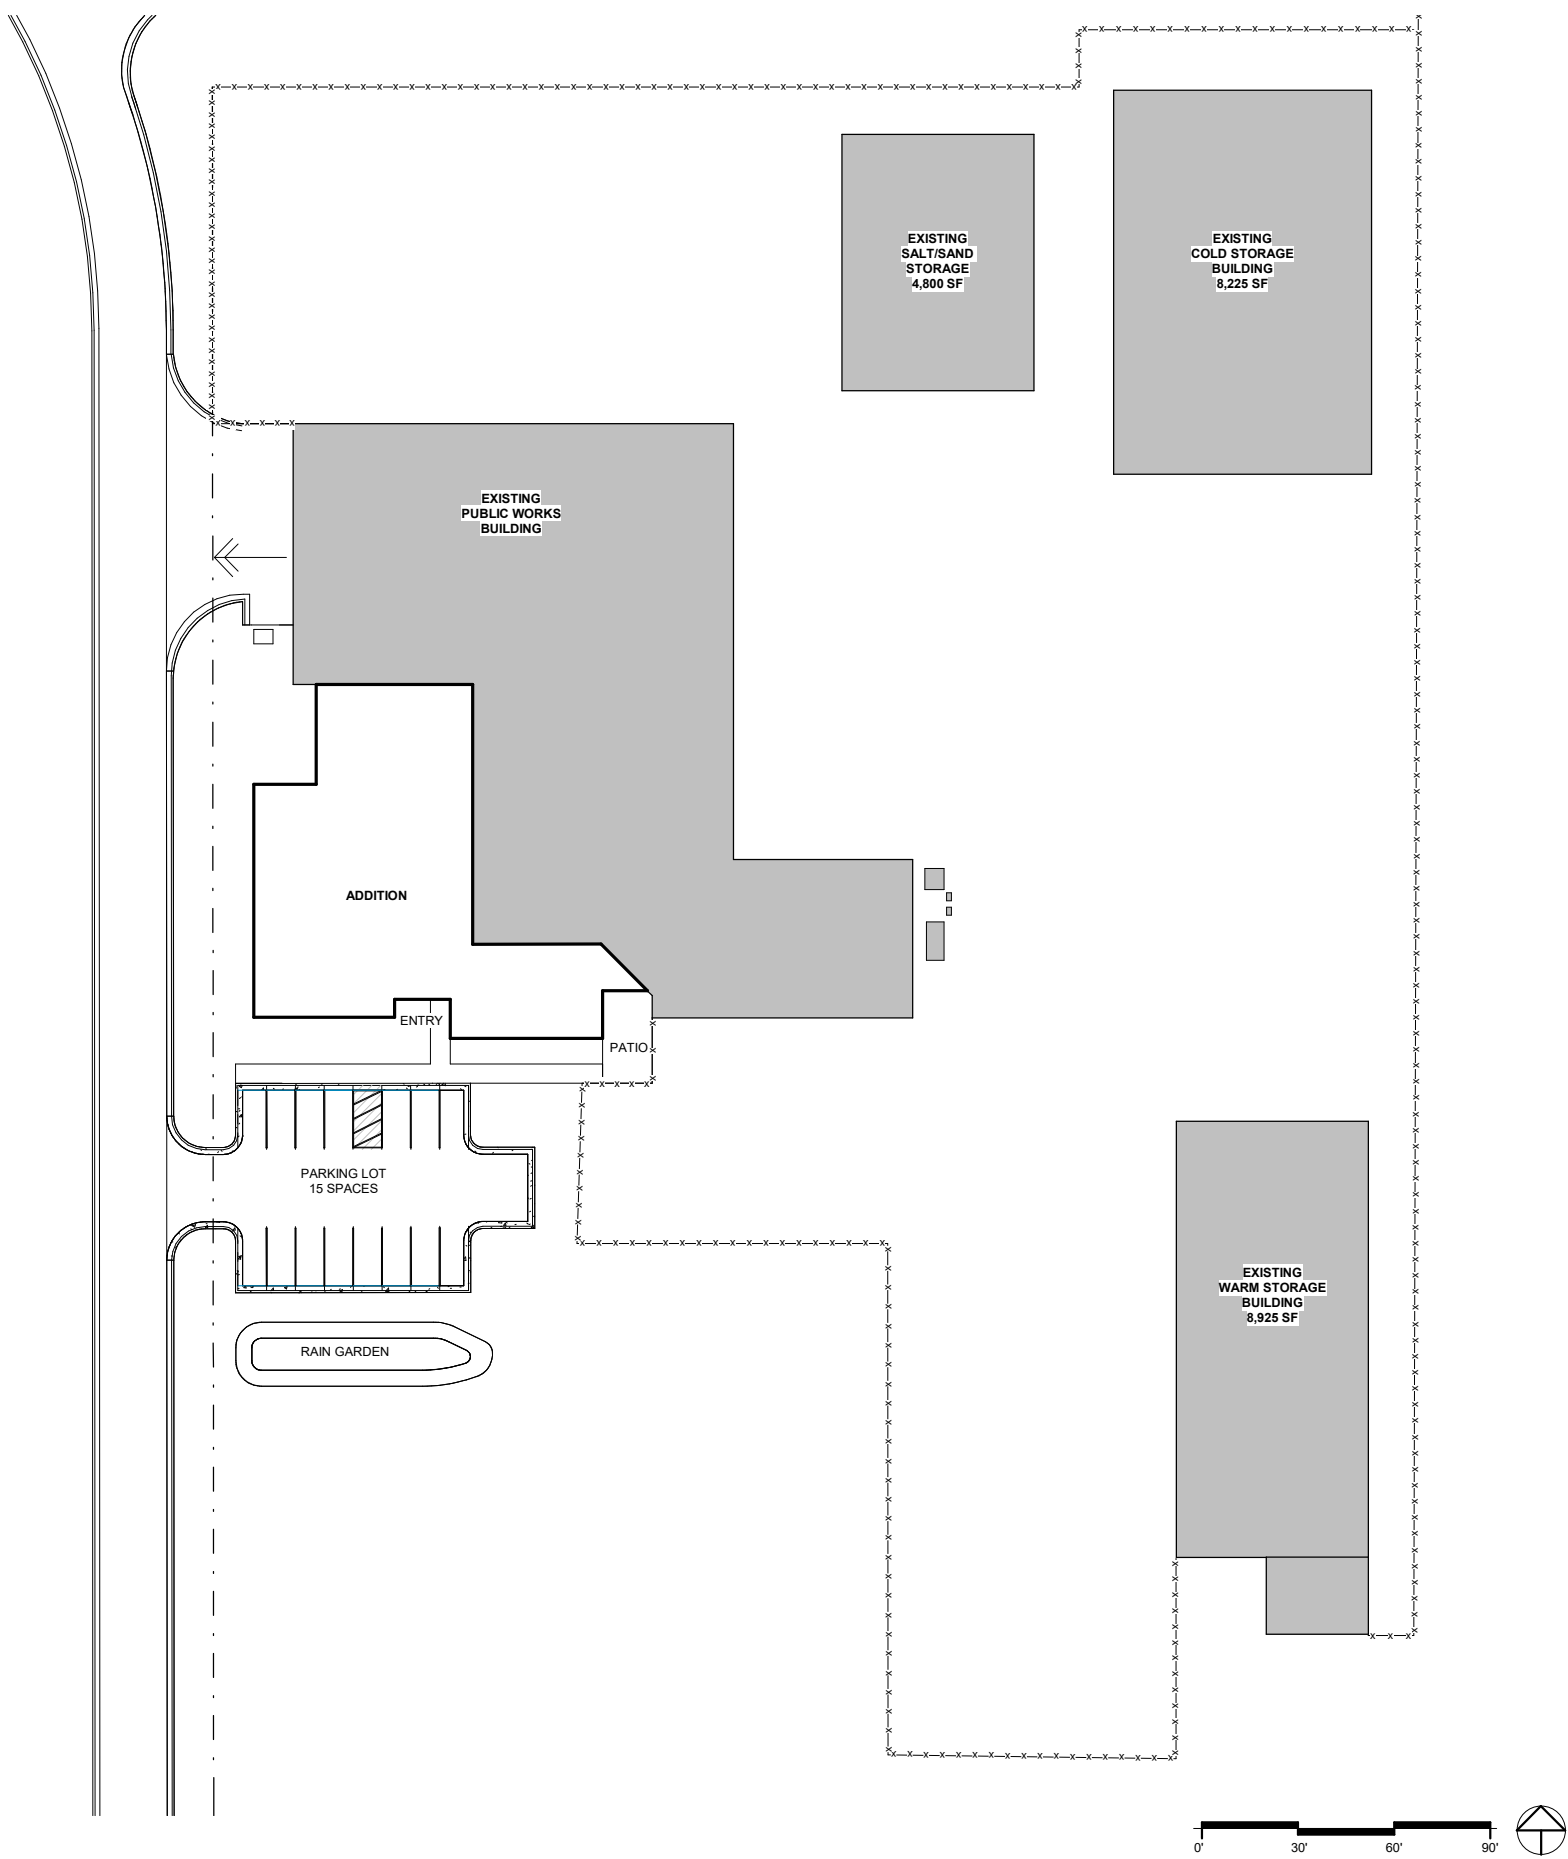 EXISTING
SALT/SAND
STORAGE
4,800 SF
EXISTING
COLD STORAGE
BUILDING
8,225 SF
EXISTING
PUBLIC WORKS
BUILDING
ADDITION
ENTRY
PATIO
PARKING LOT
15 SPACES
EXISTING
WARM STORAGE
BUILDING
8,925 SF
RAIN GARDEN
0'
30'
60'
90'